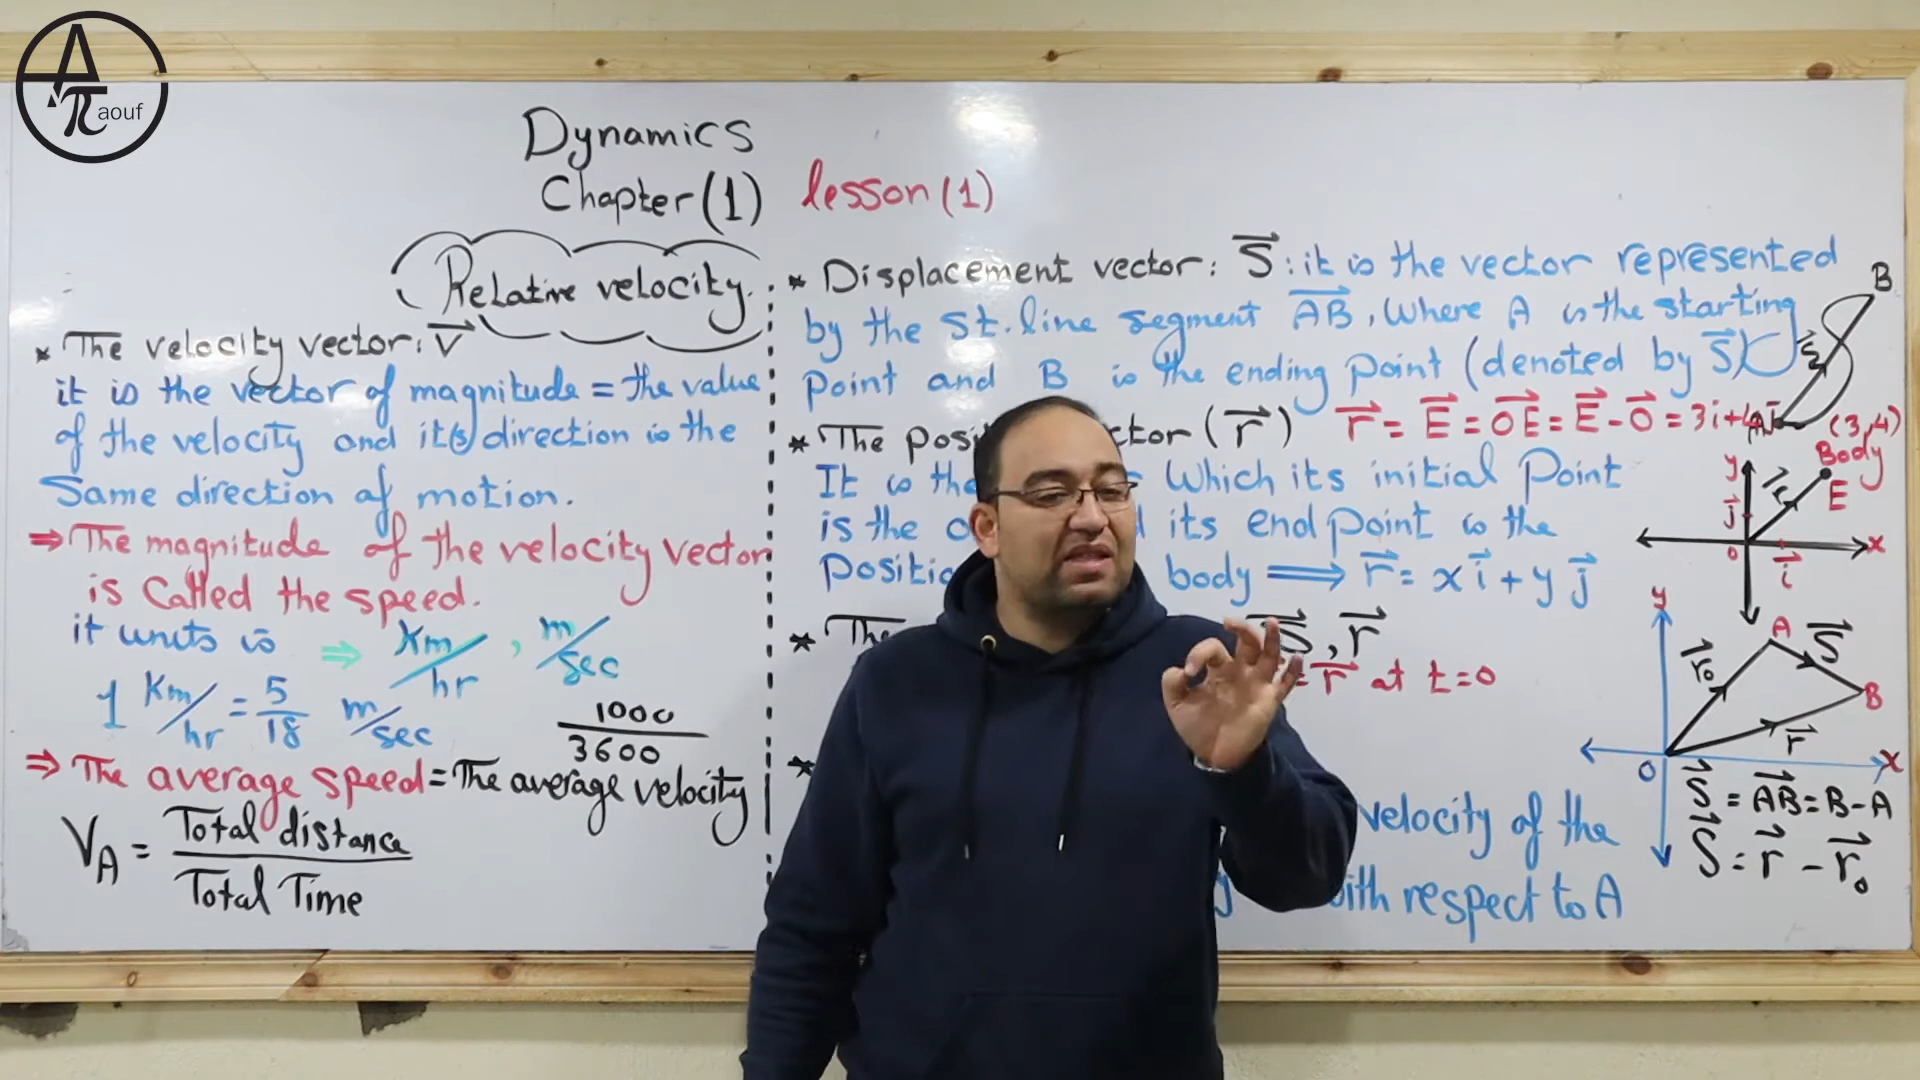 A
π aouf
Dynamics
Chapter (1) lesson (1)
Relative velocity
* The velocity vector: V
it is the vector of magnitude = the value
of the velocity and it(s) direction is the
Same direction of motion.
⇒ The magnitude of the velocity vector
is Called the speed.
it units is ⇒ Km/hr , m/sec
1 Km/hr = 5/18 m/sec
1000
3600
⇒ The average speed = The average velocity
V_A = Total distance
Total Time
* Displacement vector: S : it is the vector represented
by the st. line segment AB, Where A is the starting
Point and B is the ending point (denoted by S)
B
S
* The vector (r) r = E = OE = E - O = 3i+
(3,4)
Body
E
y
r
j
o
i
x
It is the Which its initial Point
is the its end point is the
body ⇒ r = x i + y j
* The S, r
= r at t=0
y
A
S
r₀
B
r
O
x
S = AB = B - A
S = r - r₀
velocity of the
with respect to A